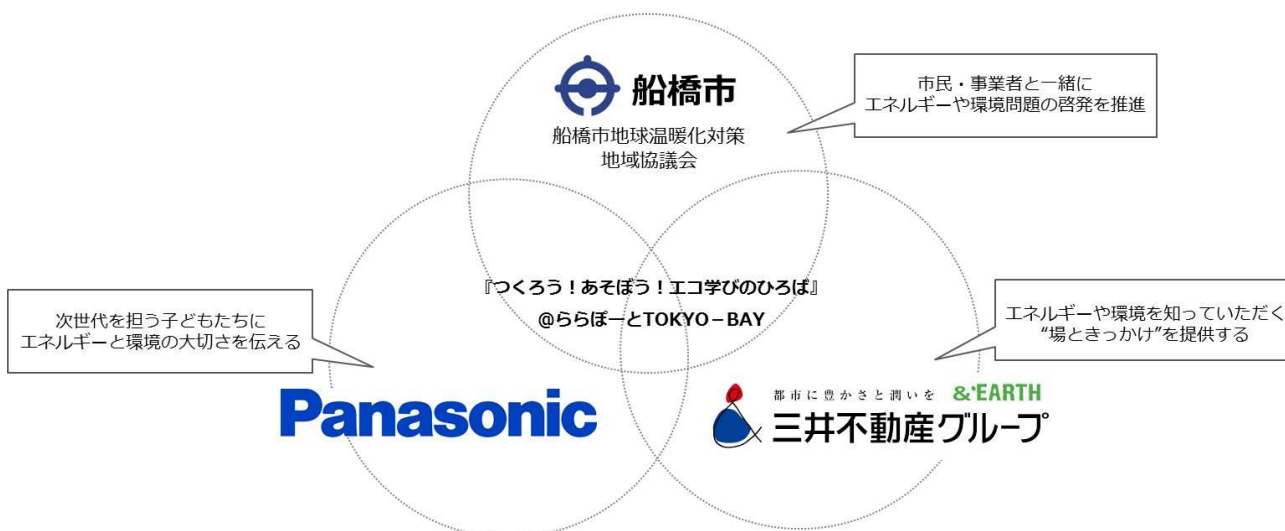 船橋市
船橋市地球温暖化対策
地域協議会
市民・事業者と一緒に
エネルギーや環境問題の啓発を推進
『つくろう！あそぼう！エコ学びのひろば』
@ららぽーとTOKYO－BAY
次世代を担う子どもたちに
エネルギーと環境の大切さを伝える
エネルギーや環境を知っていただく
“場ときっかけ”を提供する
Panasonic
都市に豊かさと潤いを &EARTH
三井不動産グループ